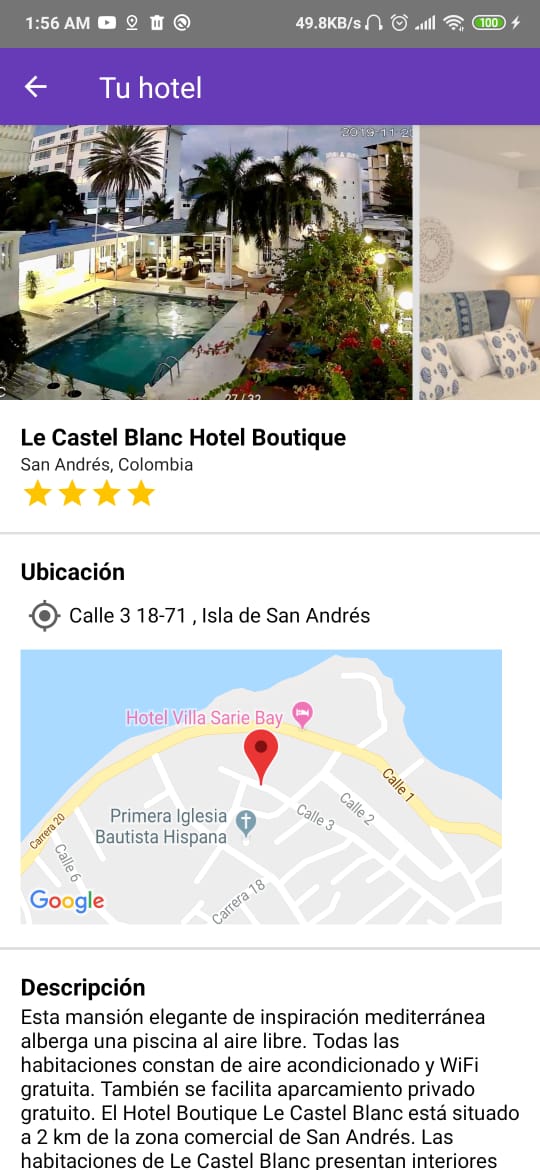 1:56 AM 49.8KB/s 100
Tu hotel
2019-11-2
27 / 32
Le Castel Blanc Hotel Boutique
San Andrés, Colombia
Ubicación
Calle 3 18-71 , Isla de San Andrés
Hotel Villa Sarie Bay
Calle 1
Primera Iglesia
Bautista Hispana
Calle 3
Calle 2
Carrera 20
Calle 6
Carrera 18
Google
Descripción
Esta mansión elegante de inspiración mediterránea
alberga una piscina al aire libre. Todas las
habitaciones constan de aire acondicionado y WiFi
gratuita. También se facilita aparcamiento privado
gratuito. El Hotel Boutique Le Castel Blanc está situado
a 2 km de la zona comercial de San Andrés. Las
habitaciones de Le Castel Blanc presentan interiores